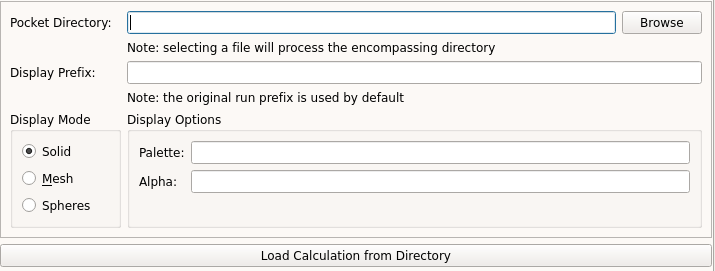 Pocket Directory: Browse
Note: selecting a file will process the encompassing directory
Display Prefix:
Note: the original run prefix is used by default
Display Mode Display Options
Solid Palette:
Mesh Alpha:
Spheres
Load Calculation from Directory